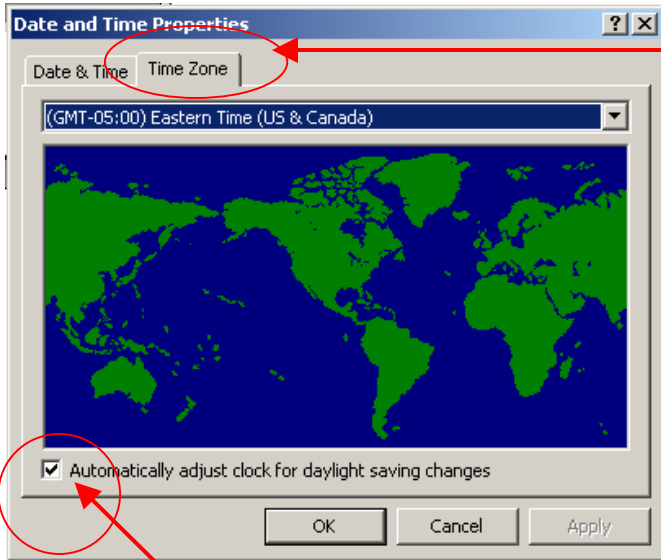 Date and Time Properties
Date & Time Time Zone
(GMT-05:00) Eastern Time (US & Canada)
Automatically adjust clock for daylight saving changes
OK Cancel Apply